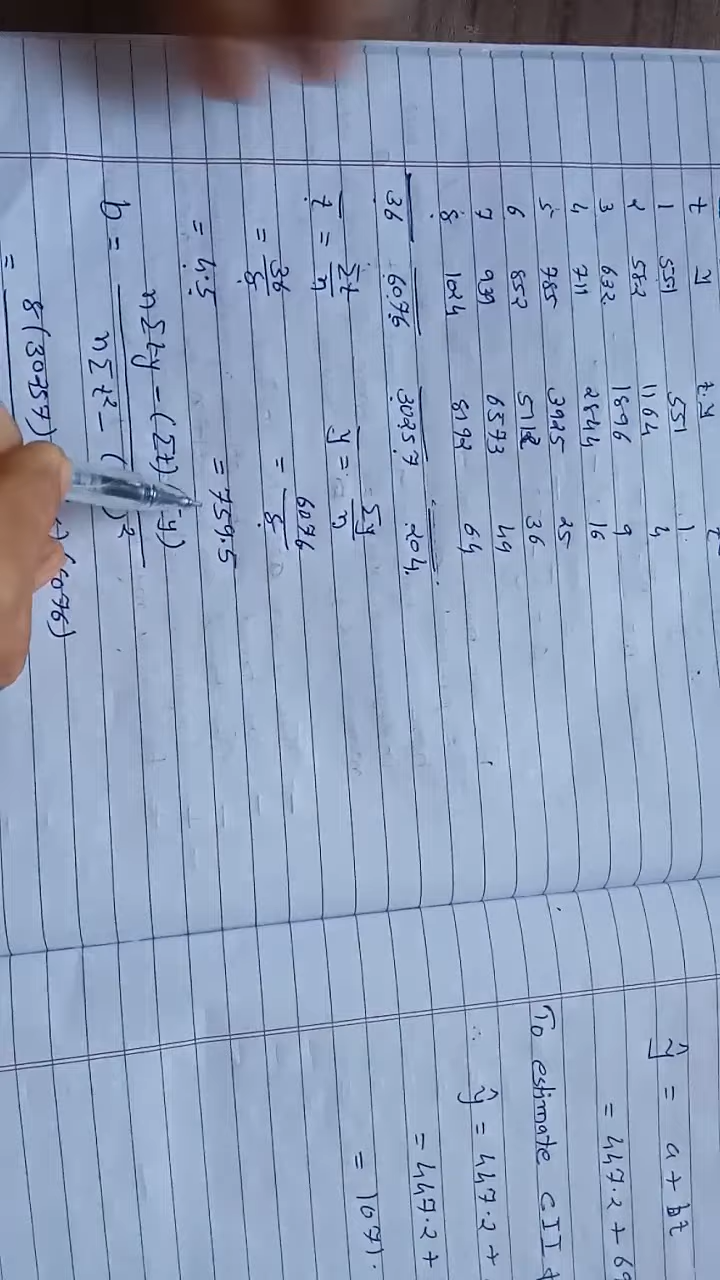 t y t.y
1 551 551 1
2 582 1164 4
3 632 1896 9
4 711 2844 16
5 785 3925 25
6 852 5112 36
7 939 6573 49
8 1024 8192 64
36 6076 30257 204
t̄ = Σt/n ȳ = Σy/n
= 36/8 = 6076/8
= 4.5 = 759.5
b = nΣty - (Σt)(Σy) / nΣt² - ( )²
= 8(30257) (6076)
ŷ = a + bt
= 447.2 +
To estimate CII
∴ ŷ = 447.2 +
= 447.2 +
= 1071.